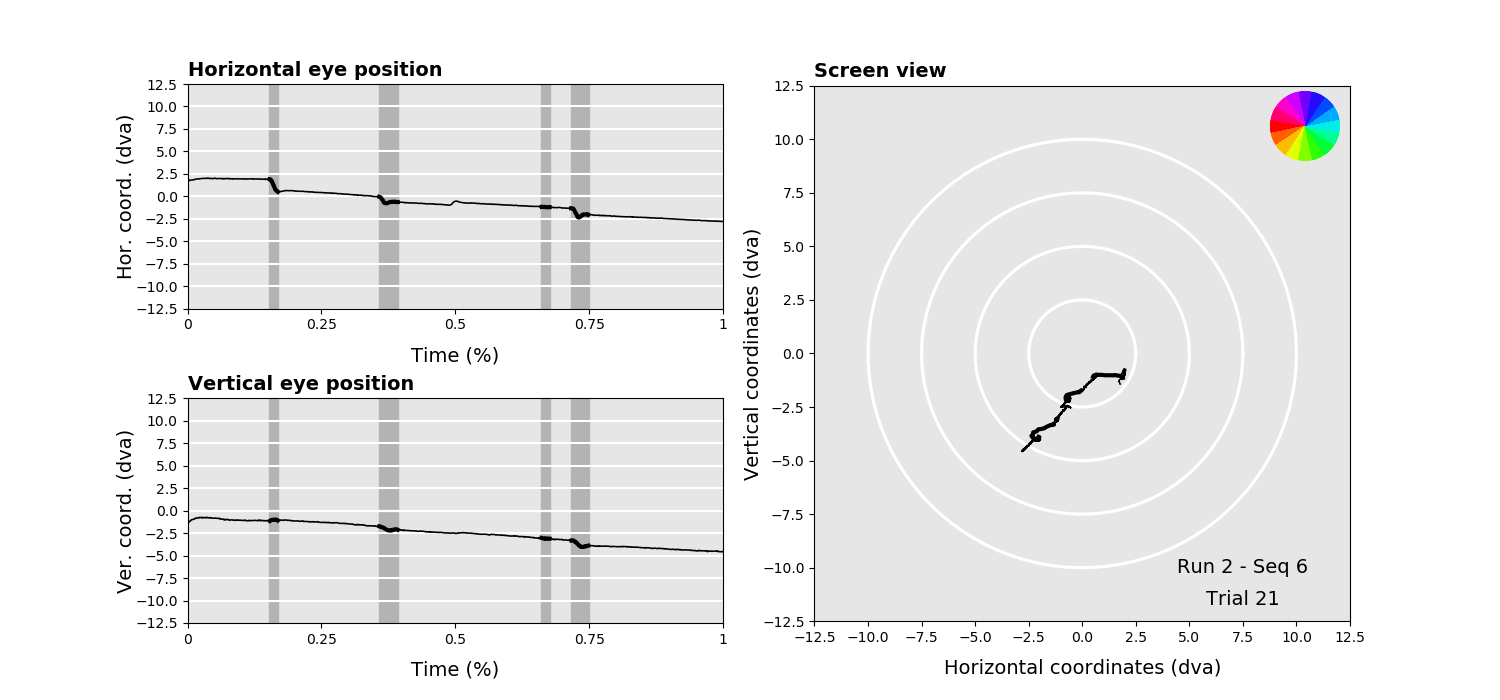 Horizontal eye position
Hor. coord. (dva)
12.5
10.0
7.5
5.0
2.5
0.0
−2.5
−5.0
−7.5
−10.0
−12.5
0 0.25 0.5 0.75 1
Time (%)
Vertical eye position
Ver. coord. (dva)
12.5
10.0
7.5
5.0
2.5
0.0
−2.5
−5.0
−7.5
−10.0
−12.5
0 0.25 0.5 0.75 1
Time (%)
Screen view
Vertical coordinates (dva)
12.5
10.0
7.5
5.0
2.5
0.0
−2.5
−5.0
−7.5
−10.0
−12.5
Run 2 - Seq 6
Trial 21
−12.5 −10.0 −7.5 −5.0 −2.5 0.0 2.5 5.0 7.5 10.0 12.5
Horizontal coordinates (dva)